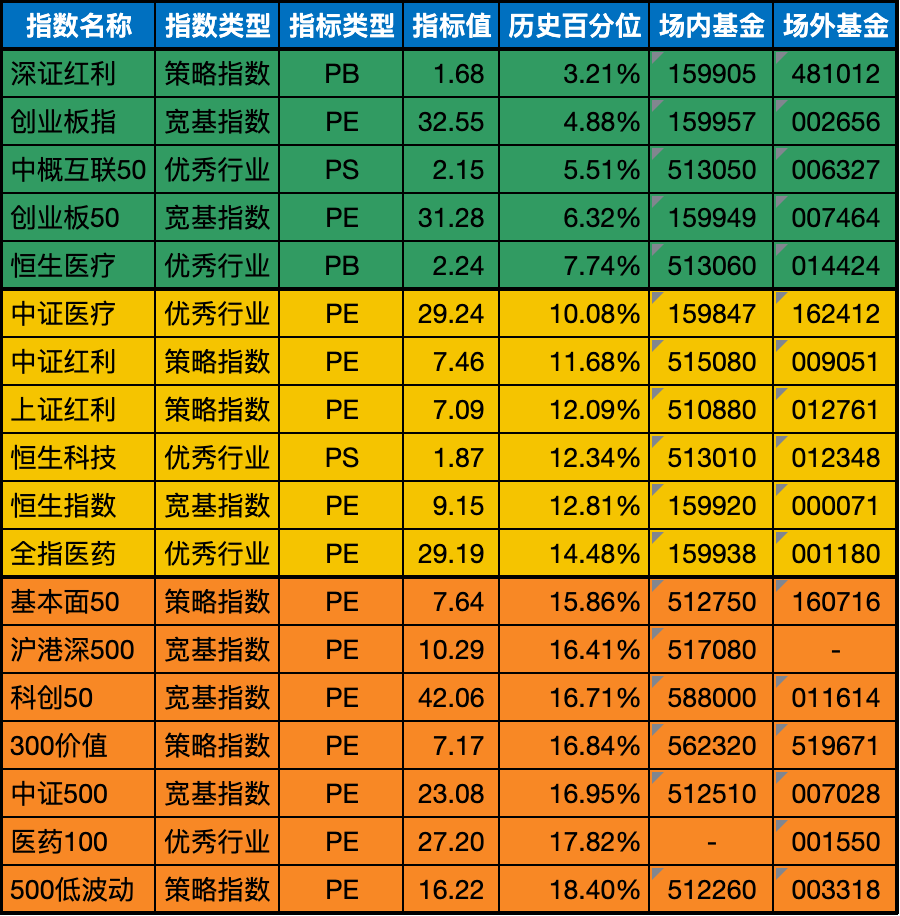 指数名称 指数类型 指标类型 指标值 历史百分位 场内基金 场外基金
深证红利 策略指数 PB 1.68 3.21% 159905 481012
创业板指 宽基指数 PE 32.55 4.88% 159957 002656
中概互联50 优秀行业 PS 2.15 5.51% 513050 006327
创业板50 宽基指数 PE 31.28 6.32% 159949 007464
恒生医疗 优秀行业 PB 2.24 7.74% 513060 014424
中证医疗 优秀行业 PE 29.24 10.08% 159847 162412
中证红利 策略指数 PE 7.46 11.68% 515080 009051
上证红利 策略指数 PE 7.09 12.09% 510880 012761
恒生科技 优秀行业 PS 1.87 12.34% 513010 012348
恒生指数 宽基指数 PE 9.15 12.81% 159920 000071
全指医药 优秀行业 PE 29.19 14.48% 159938 001180
基本面50 策略指数 PE 7.64 15.86% 512750 160716
沪港深500 宽基指数 PE 10.29 16.41% 517080 -
科创50 宽基指数 PE 42.06 16.71% 588000 011614
300价值 策略指数 PE 7.17 16.84% 562320 519671
中证500 宽基指数 PE 23.08 16.95% 512510 007028
医药100 优秀行业 PE 27.20 17.82% - 001550
500低波动 策略指数 PE 16.22 18.40% 512260 003318